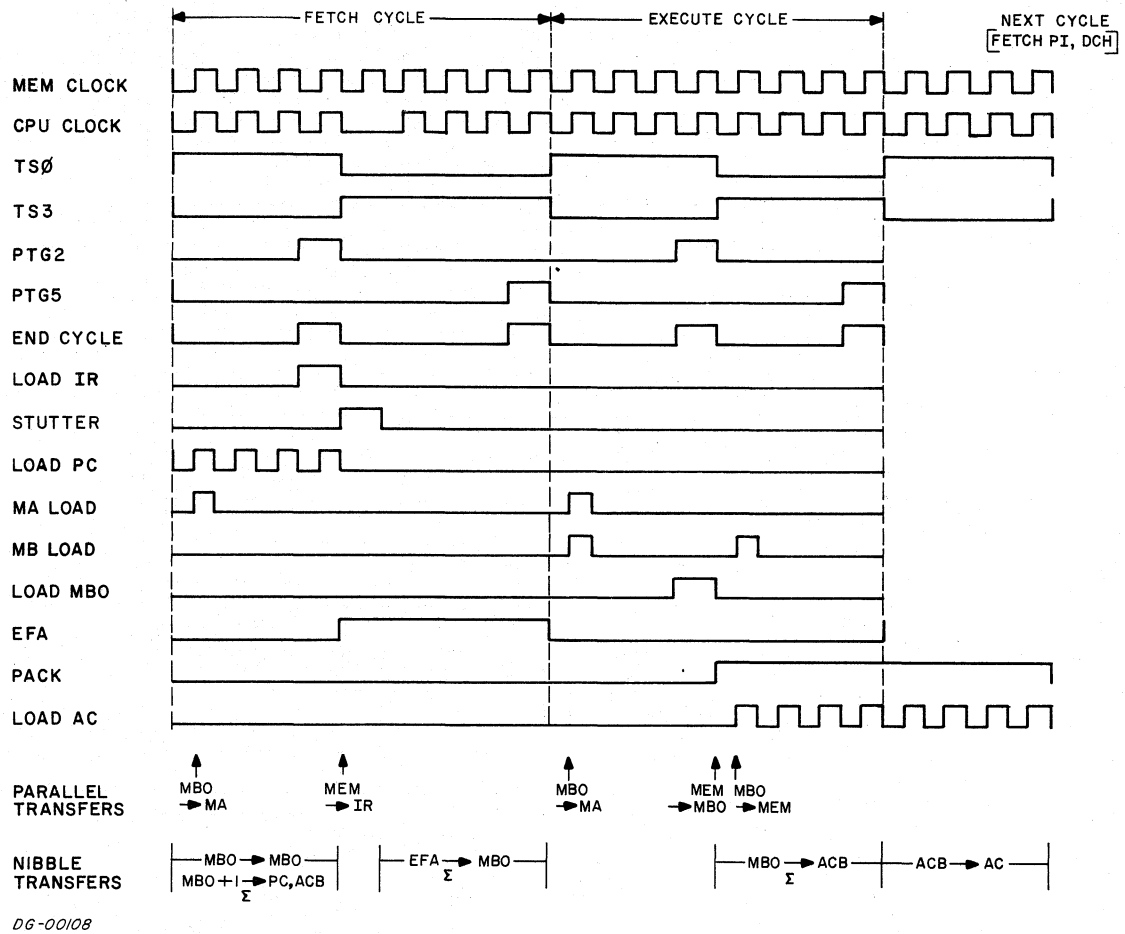 FETCH CYCLE
EXECUTE CYCLE
NEXT CYCLE
[FETCH PI, DCH]
MEM CLOCK
CPU CLOCK
TSØ
TS3
PTG2
PTG5
END CYCLE
LOAD IR
STUTTER
LOAD PC
MA LOAD
MB LOAD
LOAD MBO
EFA
PACK
LOAD AC
PARALLEL TRANSFERS
MBO → MA
MEM → IR
MBO → MA
MEM → MBO
MBO → MEM
NIBBLE TRANSFERS
MBO → MBO
MBO + 1 → PC, ACB
Σ
EFA → MBO
Σ
MBO → ACB
Σ
ACB → AC
DG-00108